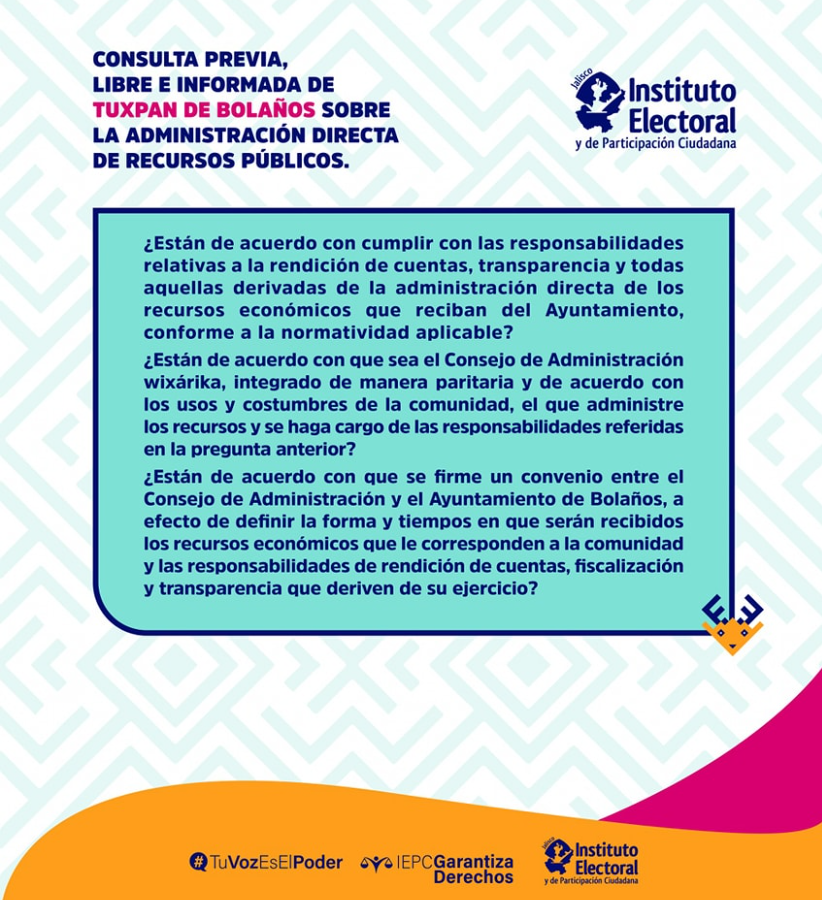 CONSULTA PREVIA,
LIBRE E INFORMADA DE
TUXPAN DE BOLAÑOS SOBRE
LA ADMINISTRACIÓN DIRECTA
DE RECURSOS PÚBLICOS.
Jalisco
Instituto
Electoral
y de Participación Ciudadana
¿Están de acuerdo con cumplir con las responsabilidades
relativas a la rendición de cuentas, transparencia y todas
aquellas derivadas de la administración directa de los
recursos económicos que reciban del Ayuntamiento,
conforme a la normatividad aplicable?
¿Están de acuerdo con que sea el Consejo de Administración
wixárika, integrado de manera paritaria y de acuerdo con
los usos y costumbres de la comunidad, el que administre
los recursos y se haga cargo de las responsabilidades referidas
en la pregunta anterior?
¿Están de acuerdo con que se firme un convenio entre el
Consejo de Administración y el Ayuntamiento de Bolaños, a
efecto de definir la forma y tiempos en que serán recibidos
los recursos económicos que le corresponden a la comunidad
y las responsabilidades de rendición de cuentas, fiscalización
y transparencia que deriven de su ejercicio?
#TuVozEsElPoder
IEPCGarantiza
Derechos
Jalisco
Instituto
Electoral
y de Participación Ciudadana